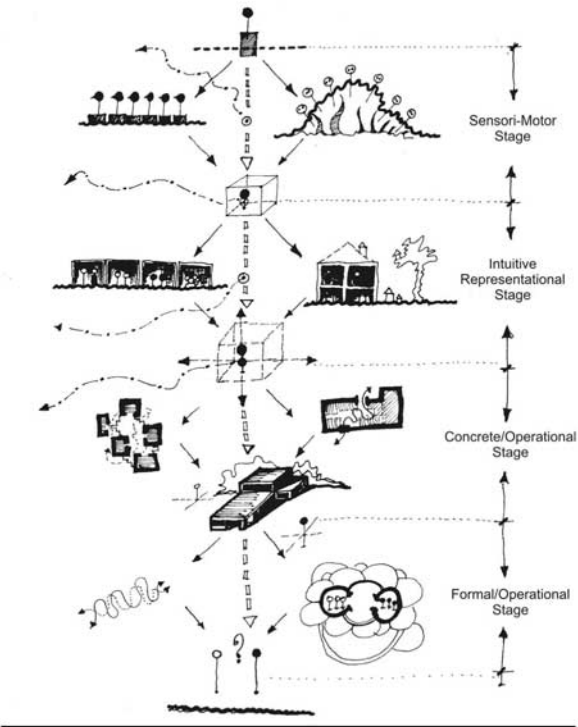 Sensori-Motor
Stage
Intuitive
Representational
Stage
Concrete/Operational
Stage
Formal/Operational
Stage
?